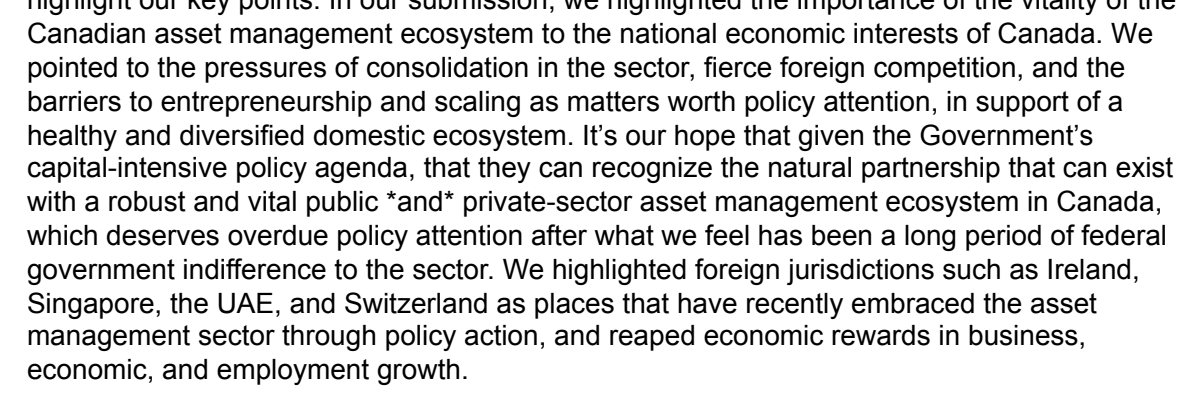 highlight our key points. In our submission, we highlighted the importance of the vitality of the
Canadian asset management ecosystem to the national economic interests of Canada. We
pointed to the pressures of consolidation in the sector, fierce foreign competition, and the
barriers to entrepreneurship and scaling as matters worth policy attention, in support of a
healthy and diversified domestic ecosystem. It’s our hope that given the Government’s
capital-intensive policy agenda, that they can recognize the natural partnership that can exist
with a robust and vital public *and* private-sector asset management ecosystem in Canada,
which deserves overdue policy attention after what we feel has been a long period of federal
government indifference to the sector. We highlighted foreign jurisdictions such as Ireland,
Singapore, the UAE, and Switzerland as places that have recently embraced the asset
management sector through policy action, and reaped economic rewards in business,
economic, and employment growth.